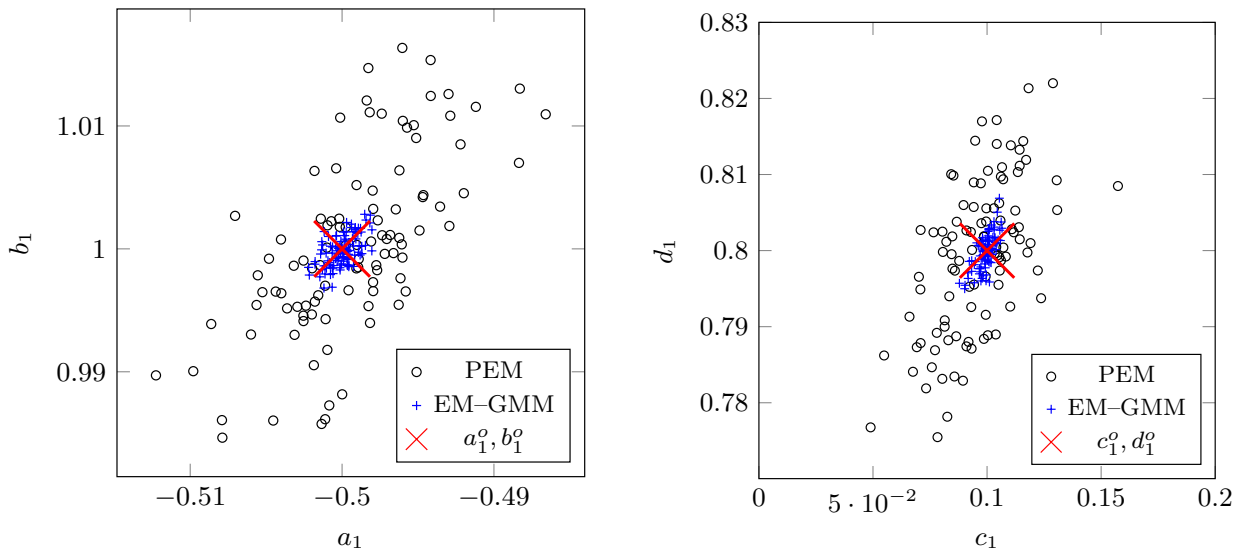 1.01
1
0.99
b₁
−0.51
−0.5
−0.49
a₁
PEM
EM–GMM
a₁ᵒ, b₁ᵒ
0.83
0.82
0.81
0.8
0.79
0.78
d₁
0
5 · 10⁻²
0.1
0.15
0.2
c₁
PEM
EM–GMM
c₁ᵒ, d₁ᵒ